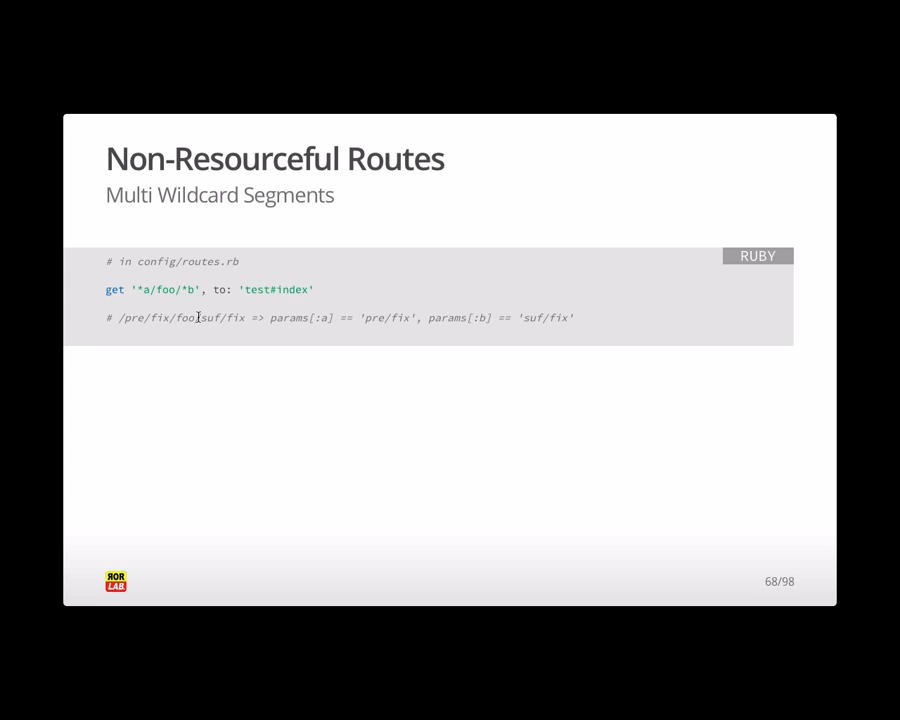 Non-Resourceful Routes
Multi Wildcard Segments
RUBY
# in config/routes.rb
get '*a/foo/*b', to: 'test#index'
# /pre/fix/foo/suf/fix => params[:a] == 'pre/fix', params[:b] == 'suf/fix'
ROR
LAB.
68/98